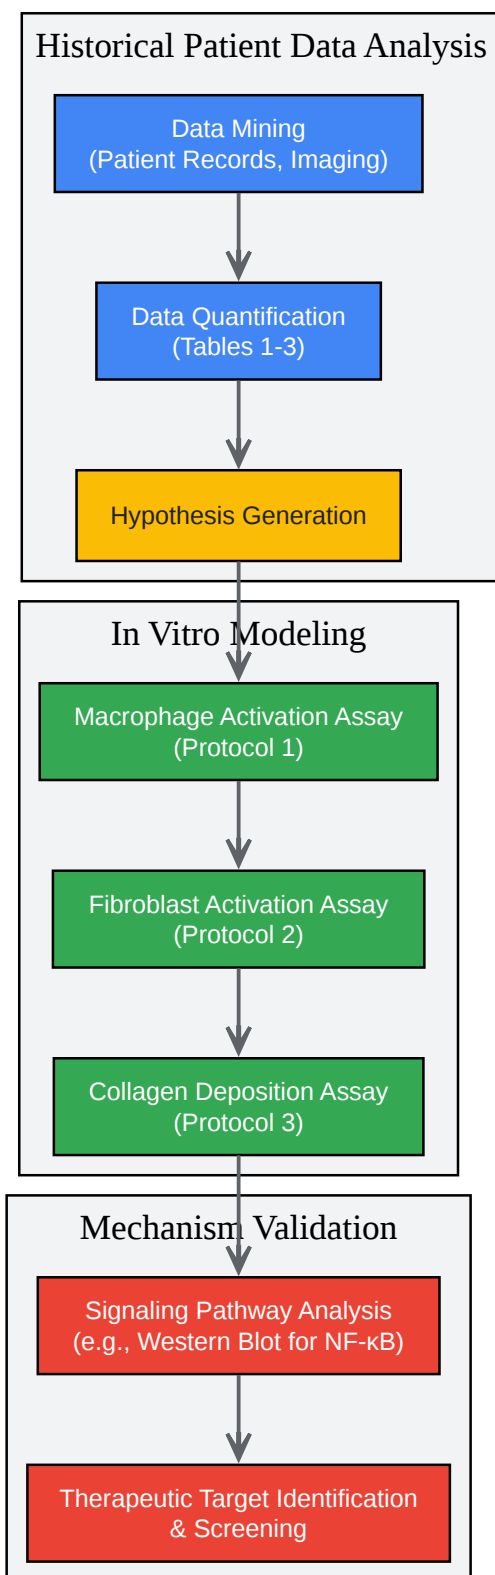 Historical Patient Data Analysis
Data Mining
(Patient Records, Imaging)
Data Quantification
(Tables 1-3)
Hypothesis Generation
In Vitro Modeling
Macrophage Activation Assay
(Protocol 1)
Fibroblast Activation Assay
(Protocol 2)
Collagen Deposition Assay
(Protocol 3)
Mechanism Validation
Signaling Pathway Analysis
(e.g., Western Blot for NF-κB)
Therapeutic Target Identification
& Screening